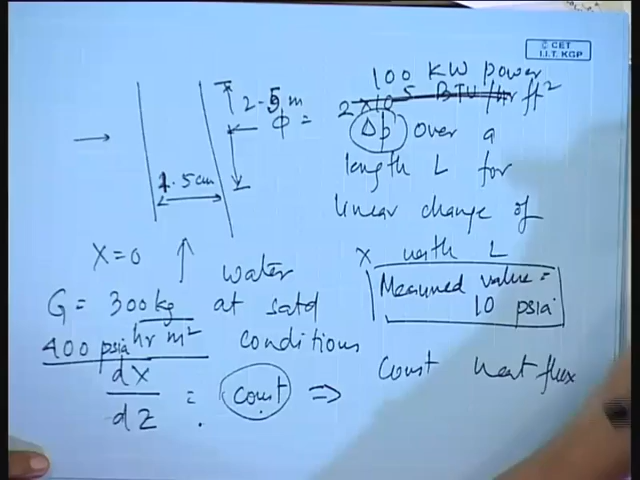 © CET
I.I.T. KGP
100 KW power
2×10⁵ BTU/hr ft²
2.5 m
φ =
Δp over a
length L for
linear change of
x with L
1.5 cm
Measured value =
10 psia
X=0
water
G = 300 kg at satd
400 psia hr m² conditions
dx
dz
= const ⇒ const heat flux